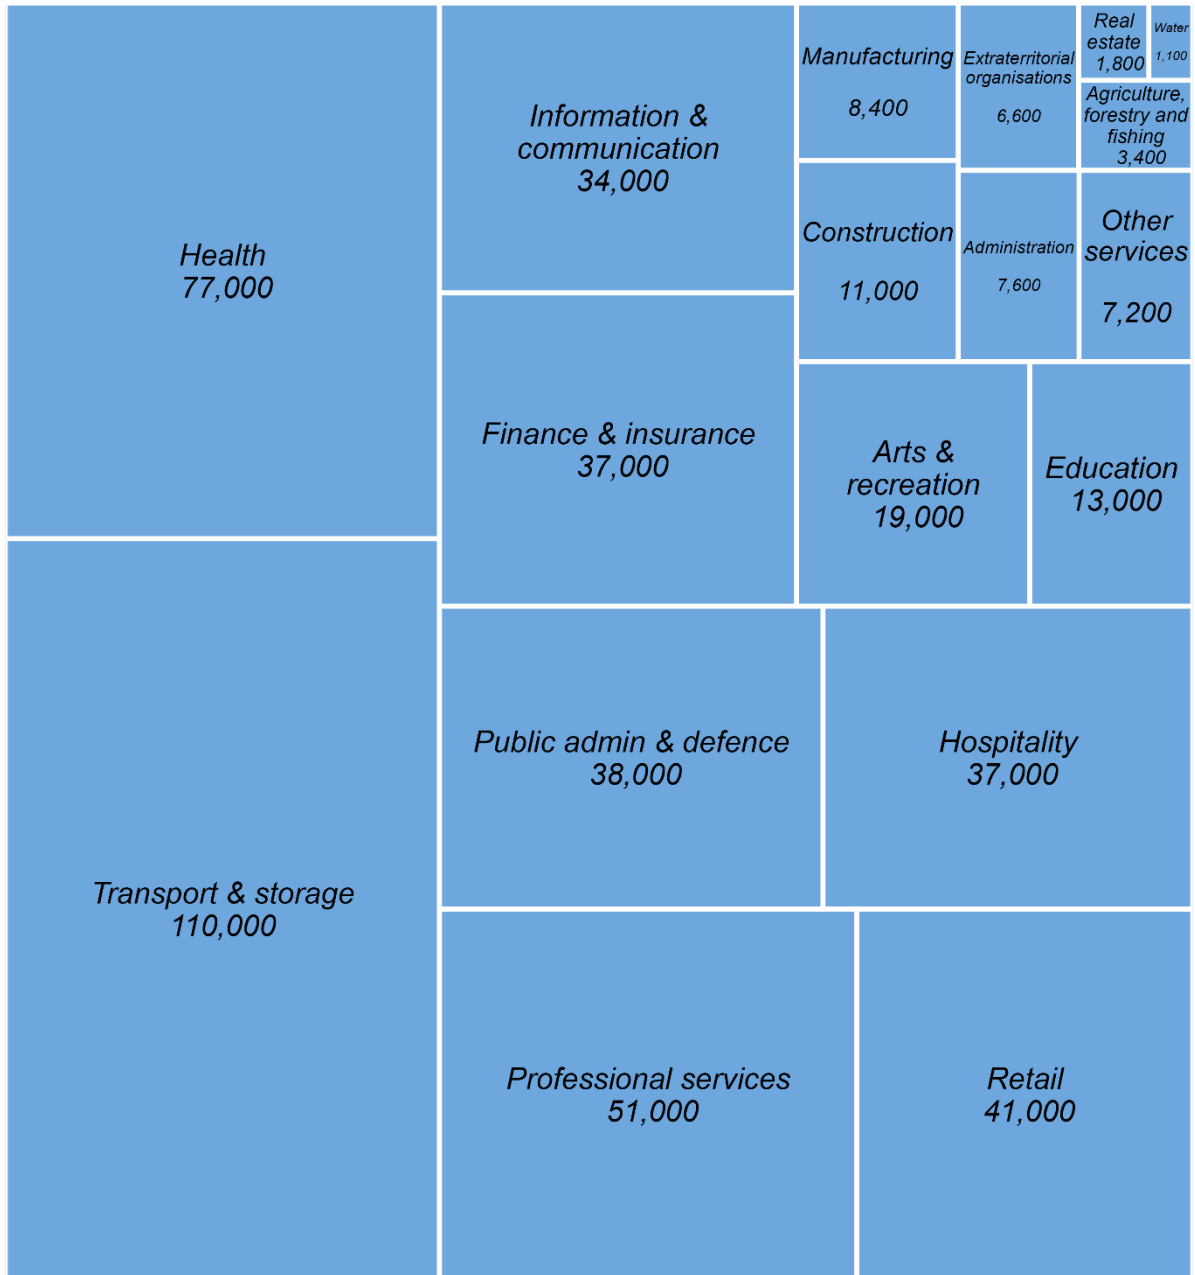 Health
77,000
Transport & storage
110,000
Information &
communication
34,000
Finance & insurance
37,000
Public admin & defence
38,000
Professional services
51,000
Manufacturing
8,400
Construction
11,000
Extraterritorial
organisations
6,600
Administration
7,600
Real
estate
1,800
Water
1,100
Agriculture,
forestry and
fishing
3,400
Other
services
7,200
Arts &
recreation
19,000
Education
13,000
Hospitality
37,000
Retail
41,000